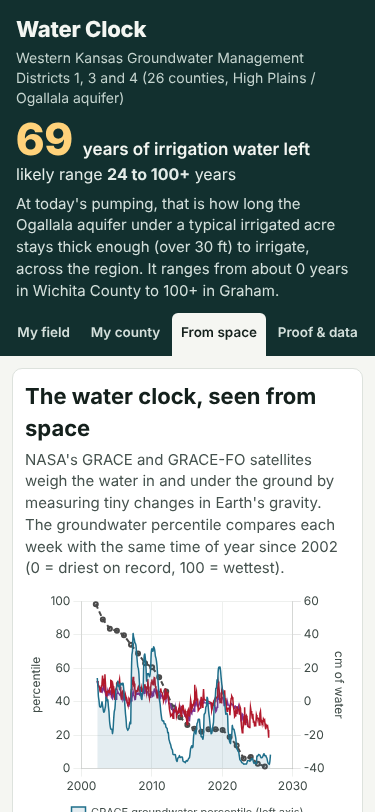 Water Clock
Western Kansas Groundwater Management
Districts 1, 3 and 4 (26 counties, High Plains /
Ogallala aquifer)
69 years of irrigation water left
likely range 24 to 100+ years
At today's pumping, that is how long the
Ogallala aquifer under a typical irrigated acre
stays thick enough (over 30 ft) to irrigate,
across the region. It ranges from about 0 years
in Wichita County to 100+ in Graham.
My field My county From space Proof & data
The water clock, seen from
space
NASA's GRACE and GRACE-FO satellites
weigh the water in and under the ground by
measuring tiny changes in Earth's gravity.
The groundwater percentile compares each
week with the same time of year since 2002
(0 = driest on record, 100 = wettest).
100 60
80 40
60 20
40 0
20 -20
0 -40
percentile
cm of water
2000 2010 2020 2030
GRACE groundwater percentile (left axis)